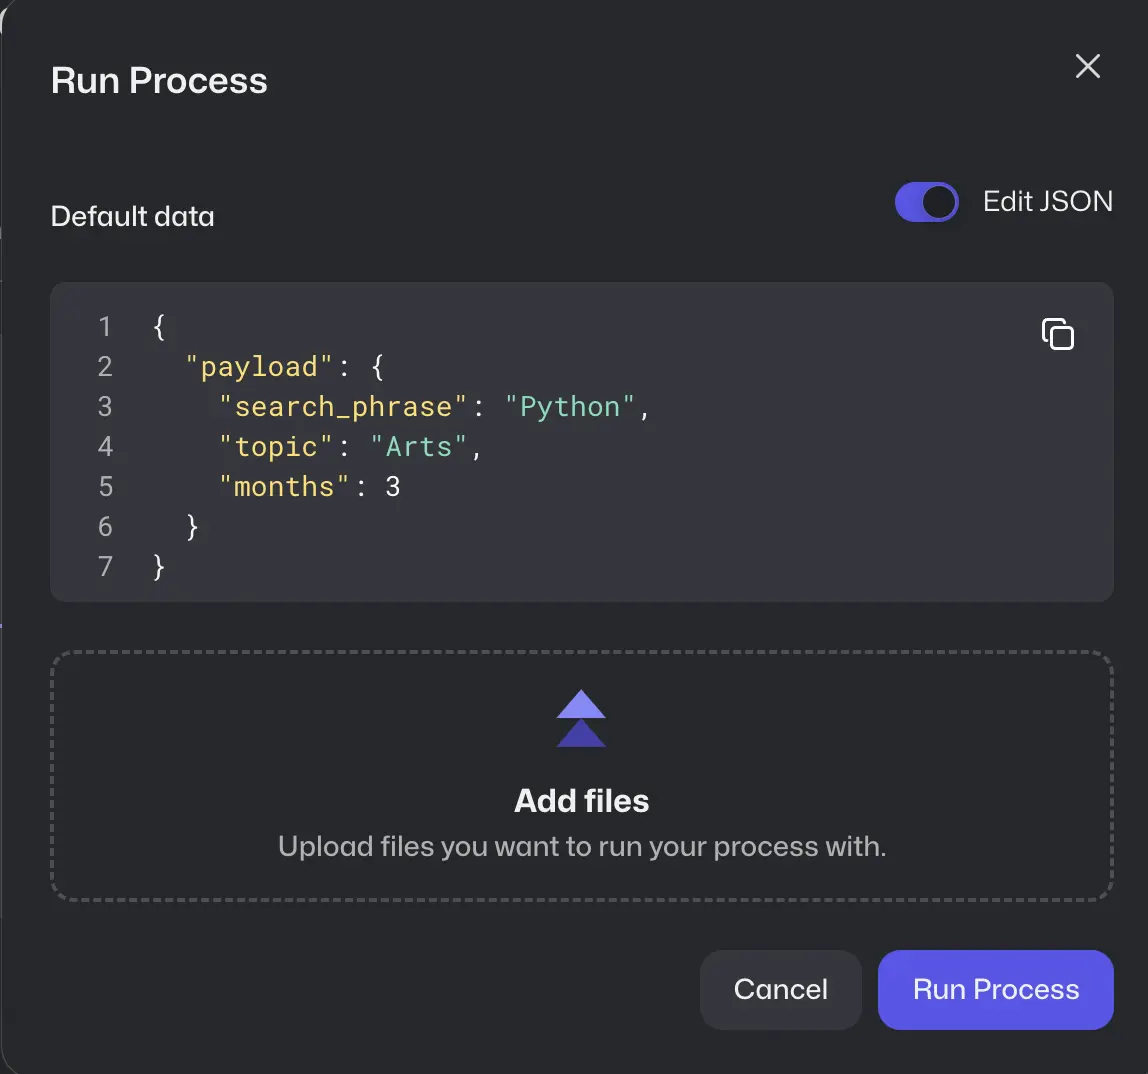 Run Process
Default data
Edit JSON
1 {
2   "payload": {
3     "search_phrase": "Python",
4     "topic": "Arts",
5     "months": 3
6   }
7 }
Add files
Upload files you want to run your process with.
Cancel
Run Process